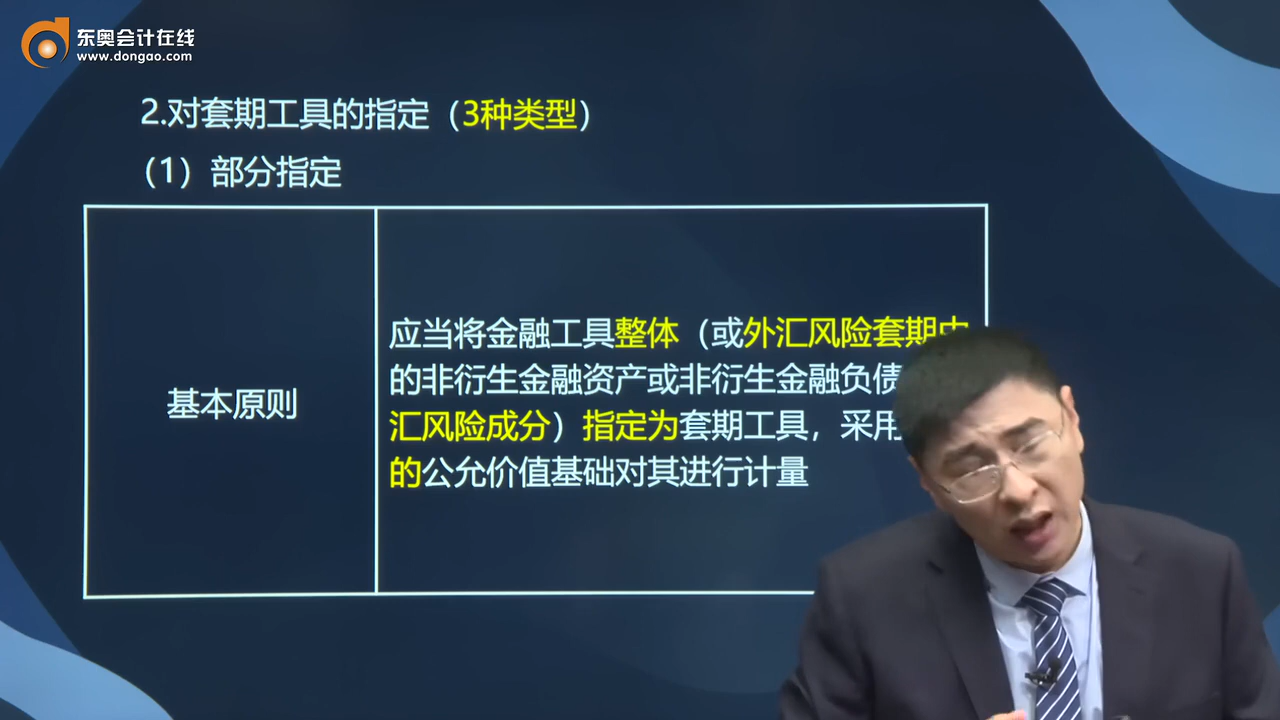 东奥会计在线
www.dongao.com
2.对套期工具的指定（3种类型）
（1）部分指定
基本原则
应当将金融工具整体（或外汇风险套期中
的非衍生金融资产或非衍生金融负债
汇风险成分）指定为套期工具，采用
的公允价值基础对其进行计量